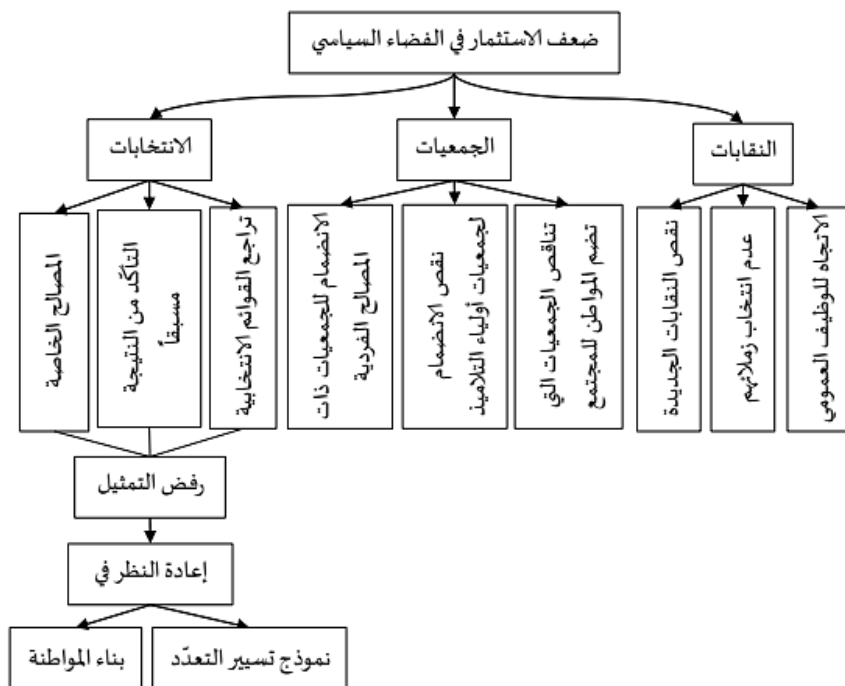 ضعف الاستثمار في الفضاء السياسي
النقابات
الجمعيات
الانتخابات
الاتجاه للوظيف العمومي
عدم انتخاب زملائهم
نقص النقابات الجديدة
تناقص الجمعيات التي
تضم المواطن للمجتمع
نقص الانضمام
لجمعيات أولياء التلاميذ
الانضمام للجمعيات ذات
المصالح الفردية
تراجع القوائم الانتخابية
التأكّد من النتيجة
مسبقاً
المصالح الخاصة
رفض التمثيل
إعادة النظر في
نموذج تسيير التعدّد
بناء المواطنة